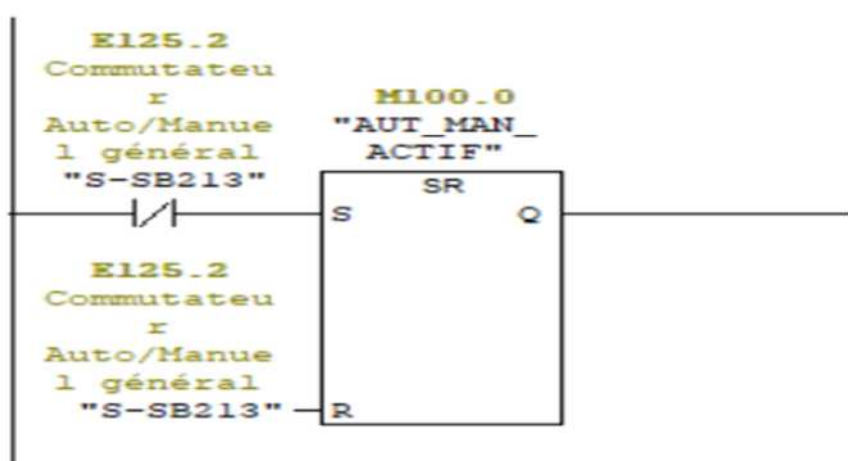 E125.2
Commutateu
r
Auto/Manue
l général
"S-SB213"
M100.0
"AUT_MAN_
ACTIF"
SR
S
Q
E125.2
Commutateu
r
Auto/Manue
l général
"S-SB213"
R